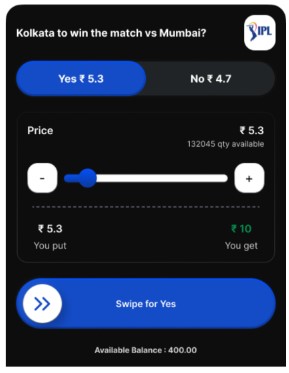 Kolkata to win the match vs Mumbai?
IPL
Yes ₹ 5.3
No ₹ 4.7
Price
₹ 5.3
132045 qty available
-
+
₹ 5.3
₹ 10
You put
You get
Swipe for Yes
Available Balance : 400.00